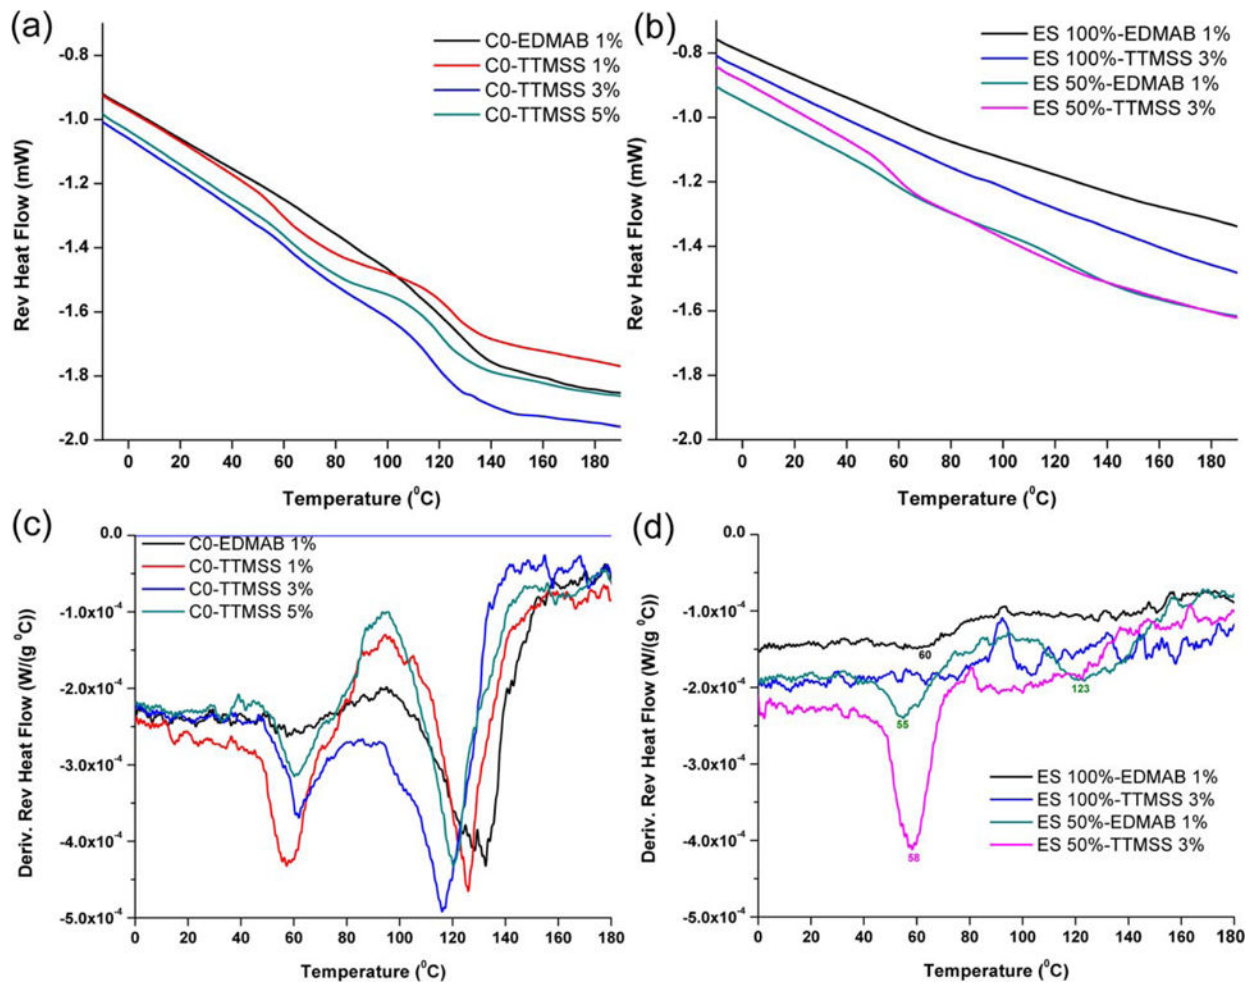 (a)
C0-EDMAB 1%
C0-TTMSS 1%
C0-TTMSS 3%
C0-TTMSS 5%
-0.8
-1.0
-1.2
-1.4
-1.6
-1.8
-2.0
Rev Heat Flow (mW)
0 20 40 60 80 100 120 140 160 180
Temperature (⁰C)
(b)
ES 100%-EDMAB 1%
ES 100%-TTMSS 3%
ES 50%-EDMAB 1%
ES 50%-TTMSS 3%
-0.8
-1.0
-1.2
-1.4
-1.6
-1.8
-2.0
Rev Heat Flow (mW)
0 20 40 60 80 100 120 140 160 180
Temperature (⁰C)
(c)
C0-EDMAB 1%
C0-TTMSS 1%
C0-TTMSS 3%
C0-TTMSS 5%
0.0
-1.0x10⁻⁴
-2.0x10⁻⁴
-3.0x10⁻⁴
-4.0x10⁻⁴
-5.0x10⁻⁴
Deriv. Rev Heat Flow (W/(g ⁰C))
0 20 40 60 80 100 120 140 160 180
Temperature (⁰C)
(d)
0.0
-1.0x10⁻⁴
-2.0x10⁻⁴
-3.0x10⁻⁴
-4.0x10⁻⁴
-5.0x10⁻⁴
Deriv. Rev Heat Flow (W/(g ⁰C))
60
55
123
58
ES 100%-EDMAB 1%
ES 100%-TTMSS 3%
ES 50%-EDMAB 1%
ES 50%-TTMSS 3%
0 20 40 60 80 100 120 140 160 180
Temperature (⁰C)